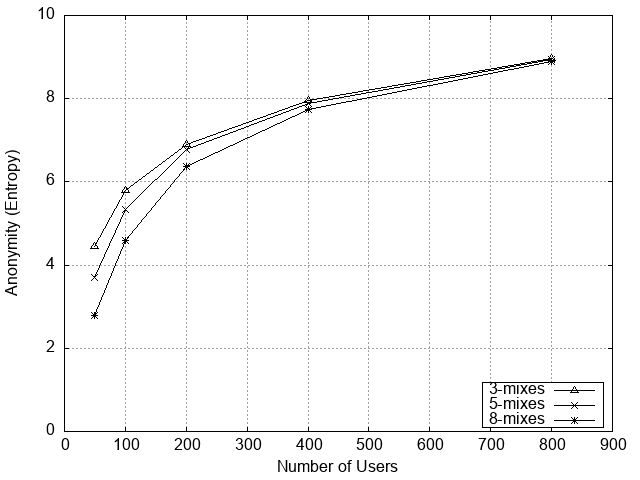 10
8
6
4
2
0
Anonymity (Entropy)
3-mixes
5-mixes
8-mixes
0 100 200 300 400 500 600 700 800 900
Number of Users